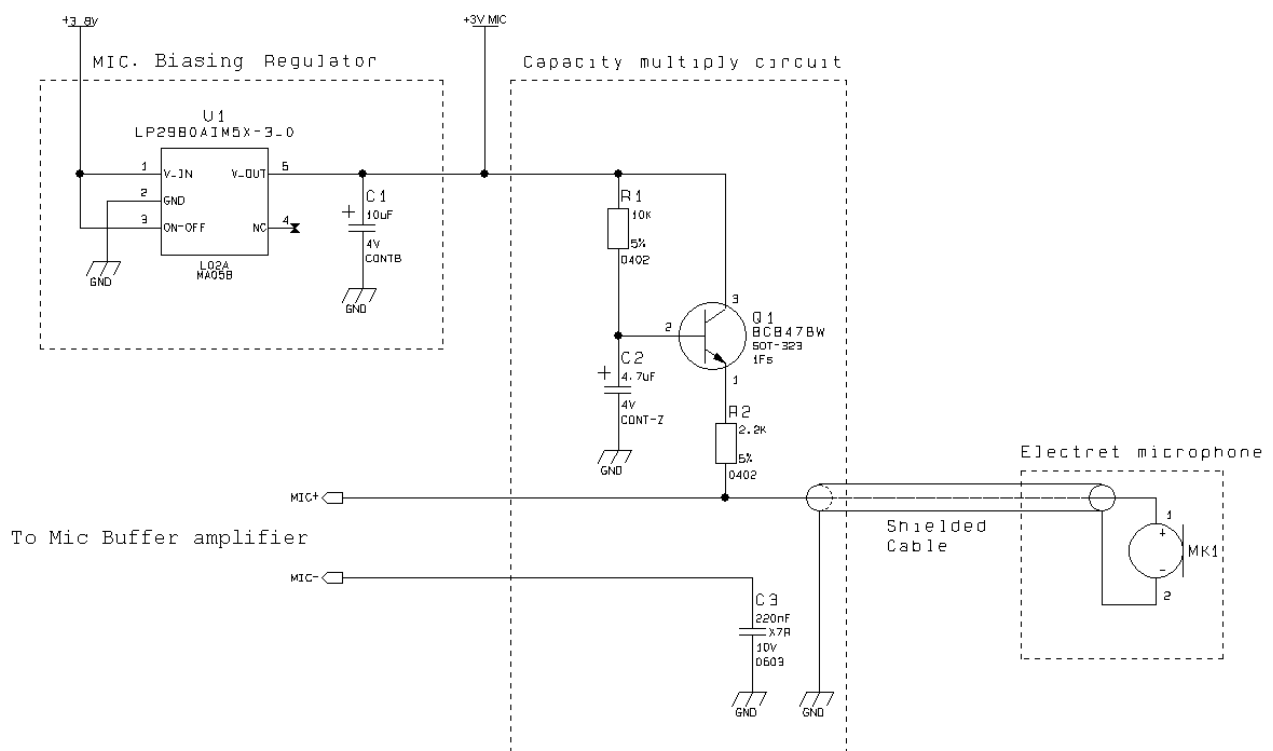 +3.8V
+3V MIC
MIC. Biasing Regulator
Capacity multiply circuit
U1
LP2980AIM5X-3_0
1
V_IN
V_OUT
5
2
GND
3
ON-OFF
NC
4
L02A
MA05B
GND
C1
10uF
+
4V
CONTB
GND
R1
10K
5%
0402
2
3
Q1
BC847BW
SOT-323
1Fs
1
C2
+
4.7uF
4V
CONT-Z
GND
R2
2.2K
5%
0402
Electret microphone
MIC+
Shielded
Cable
1
+
MK1
-
2
To Mic Buffer amplifier
MIC-
C3
220nF
X7R
10V
0603
GND
GND